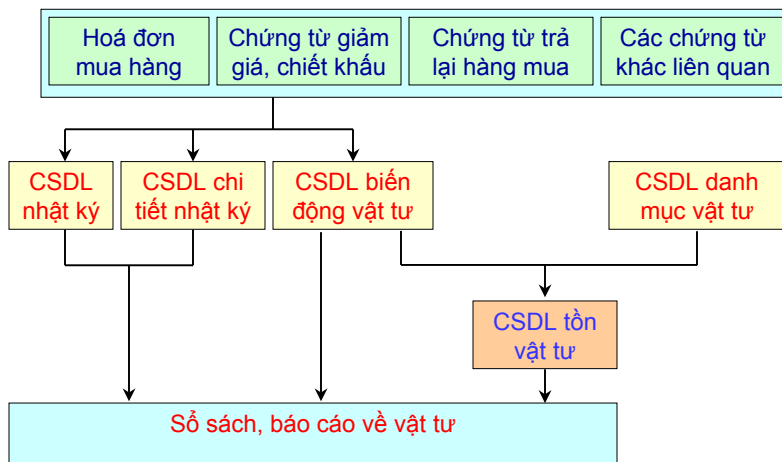 Hoá đơn
mua hàng
Chứng từ giảm
giá, chiết khấu
Chứng từ trả
lại hàng mua
Các chứng từ
khác liên quan
CSDL
nhật ký
CSDL chi
tiết nhật ký
CSDL biến
động vật tư
CSDL danh
mục vật tư
CSDL tồn
vật tư
Sổ sách, báo cáo về vật tư